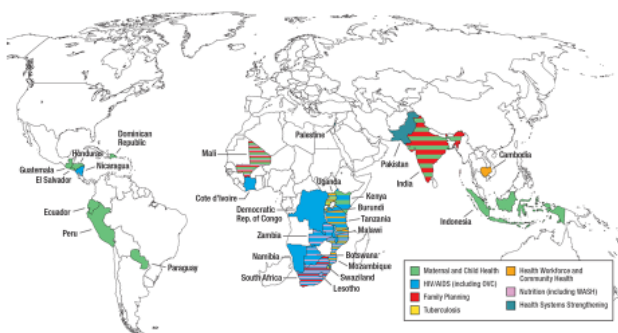 Dominican
Republic
Honduras
Guatemala
El Salvador
Nicaragua
Ecuador
Peru
Paraguay
Palestine
Mali
Cote d'Ivoire
Uganda
Democratic
Rep. of Congo
Kenya
Burundi
Tanzania
Zambia
Malawi
Namibia
Botswana
Mozambique
South Africa
Swaziland
Lesotho
Pakistan
India
Cambodia
Indonesia
Maternal and Child Health
HIV/AIDS (including OVC)
Family Planning
Tuberculosis
Health Workforce and
Community Health
Nutrition (including WASH)
Health Systems Strengthening